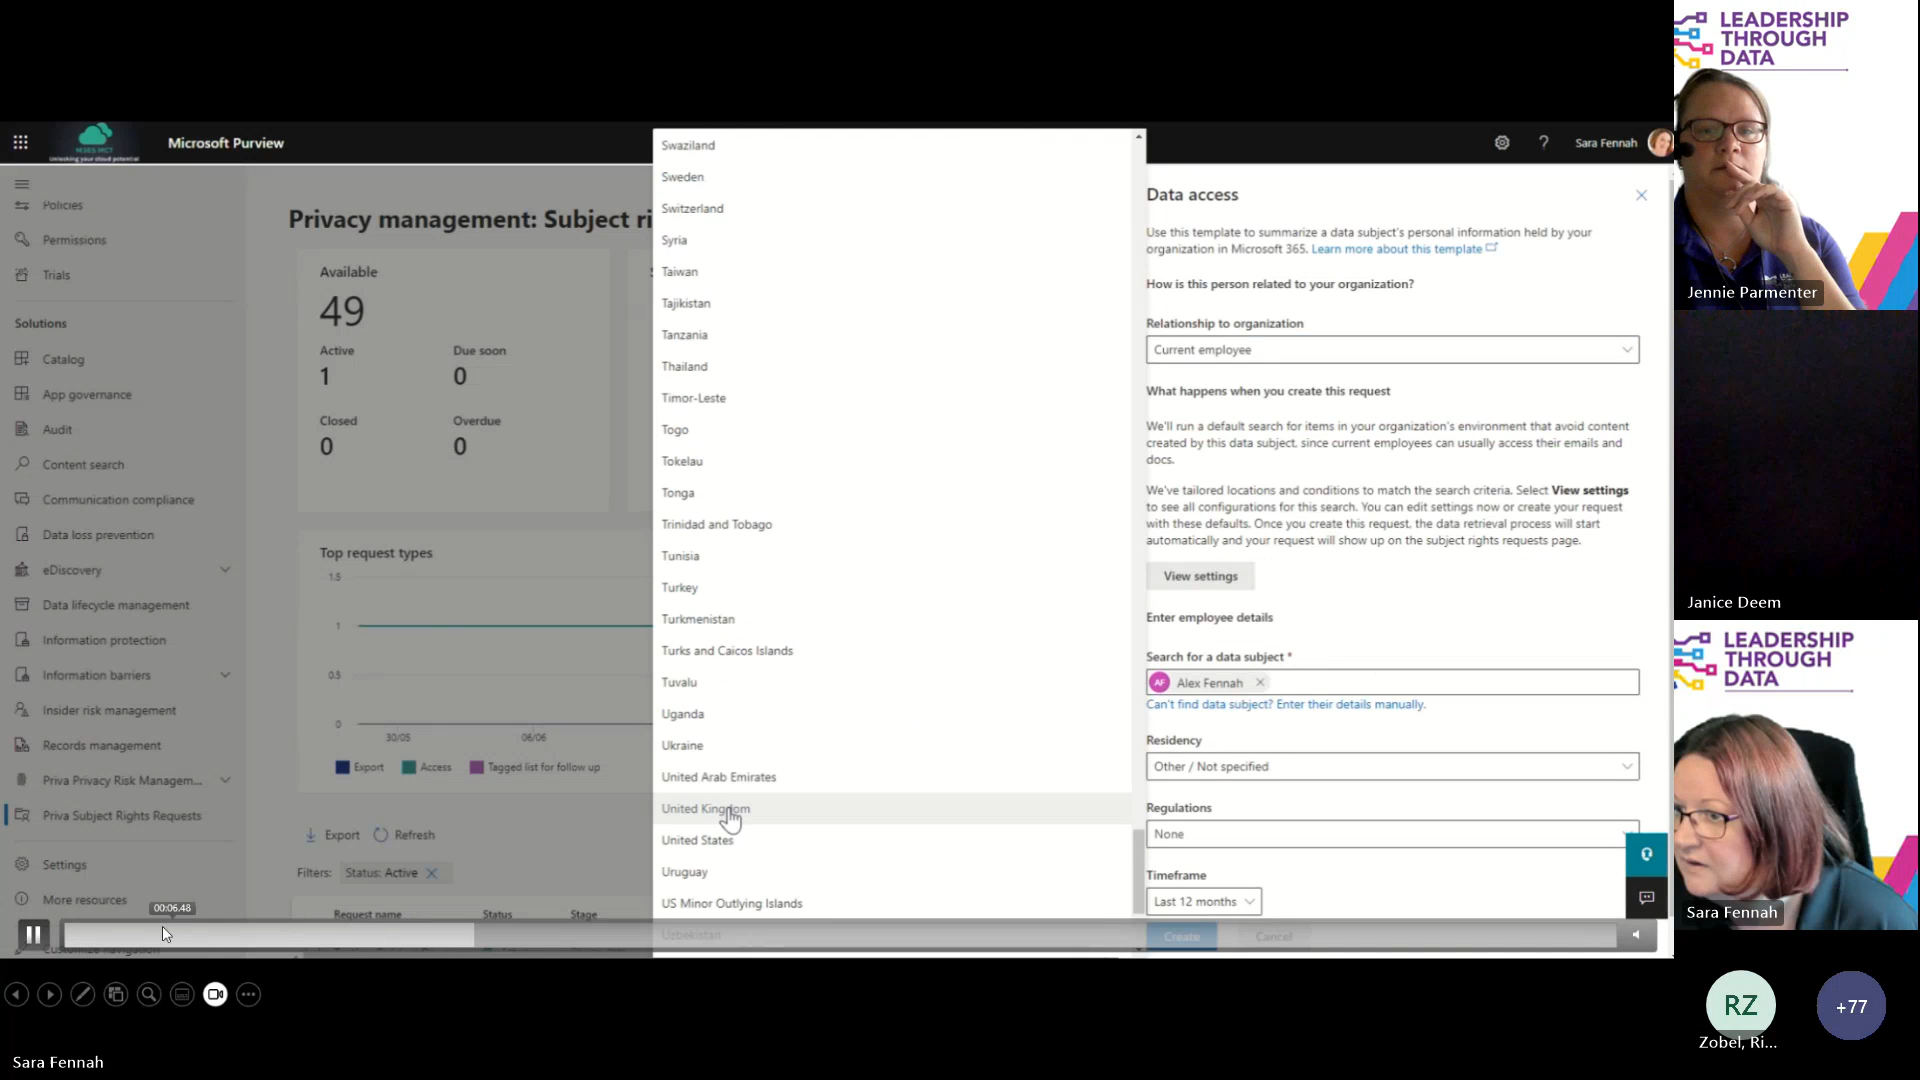 Microsoft Purview
Sara Fennah
Policies
Permissions
Trials
Solutions
Catalog
App governance
Audit
Content search
Communication compliance
Data loss prevention
eDiscovery
Data lifecycle management
Information protection
Information barriers
Insider risk management
Records management
Priva Privacy Risk Managem...
Priva Subject Rights Requests
Settings
More resources
Customize navigation
Privacy management: Subject ri
Available
49
Active
Due soon
1
0
Closed
Overdue
0
0
Top request types
1.5
1
0.5
0
30/05
06/06
Export
Access
Tagged list for follow up
Export
Refresh
Filters:
Status: Active
Request name
Status
Stage
00:06.48
Swaziland
Sweden
Switzerland
Syria
Taiwan
Tajikistan
Tanzania
Thailand
Timor-Leste
Togo
Tokelau
Tonga
Trinidad and Tobago
Tunisia
Turkey
Turkmenistan
Turks and Caicos Islands
Tuvalu
Uganda
Ukraine
United Arab Emirates
United Kingdom
United States
Uruguay
US Minor Outlying Islands
Uzbekistan
Data access
Use this template to summarize a data subject's personal information held by your
organization in Microsoft 365. Learn more about this template
How is this person related to your organization?
Relationship to organization
Current employee
What happens when you create this request
We'll run a default search for items in your organization's environment that avoid content
created by this data subject, since current employees can usually access their emails and
docs.
We've tailored locations and conditions to match the search criteria. Select View settings
to see all configurations for this search. You can edit settings now or create your request
with these defaults. Once you create this request, the data retrieval process will start
automatically and your request will show up on the subject rights requests page.
View settings
Enter employee details
Search for a data subject *
AF Alex Fennah
Can't find data subject? Enter their details manually.
Residency
Other / Not specified
Regulations
None
Timeframe
Last 12 months
Create
Cancel
LEADERSHIP
THROUGH
DATA
Jennie Parmenter
Janice Deem
LEADERSHIP
THROUGH
DATA
Sara Fennah
RZ
+77
Zobel, Ri...
Sara Fennah